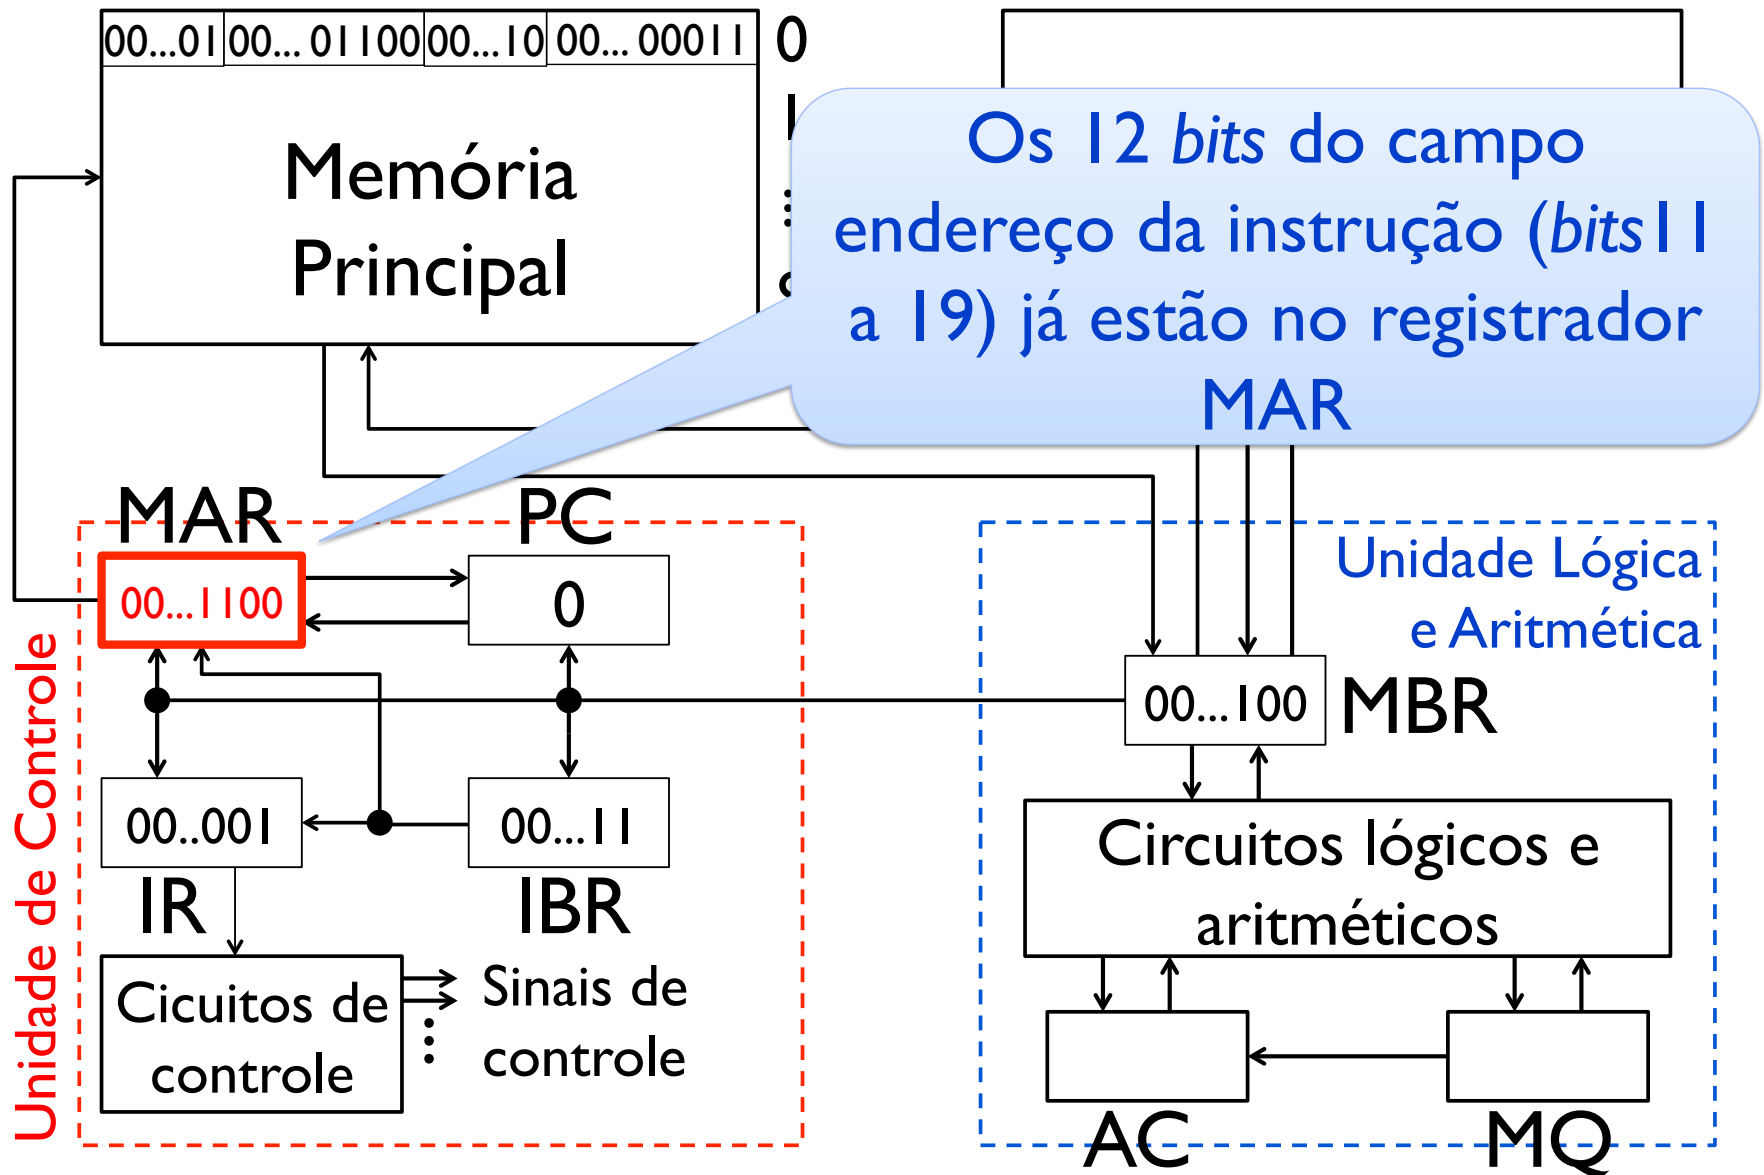 00...01 00... 01100 00...10 00... 00011 0
1
Memória
Principal
Os 12 bits do campo
endereço da instrução (bits11
a 19) já estão no registrador
MAR
MAR
PC
00...1100
0
Unidade Lógica
e Aritmética
00...100
MBR
Unidade de Controle
00..001
00...11
IR
IBR
Circuitos lógicos e
aritméticos
Cicuitos de
controle
Sinais de
controle
AC
MQ